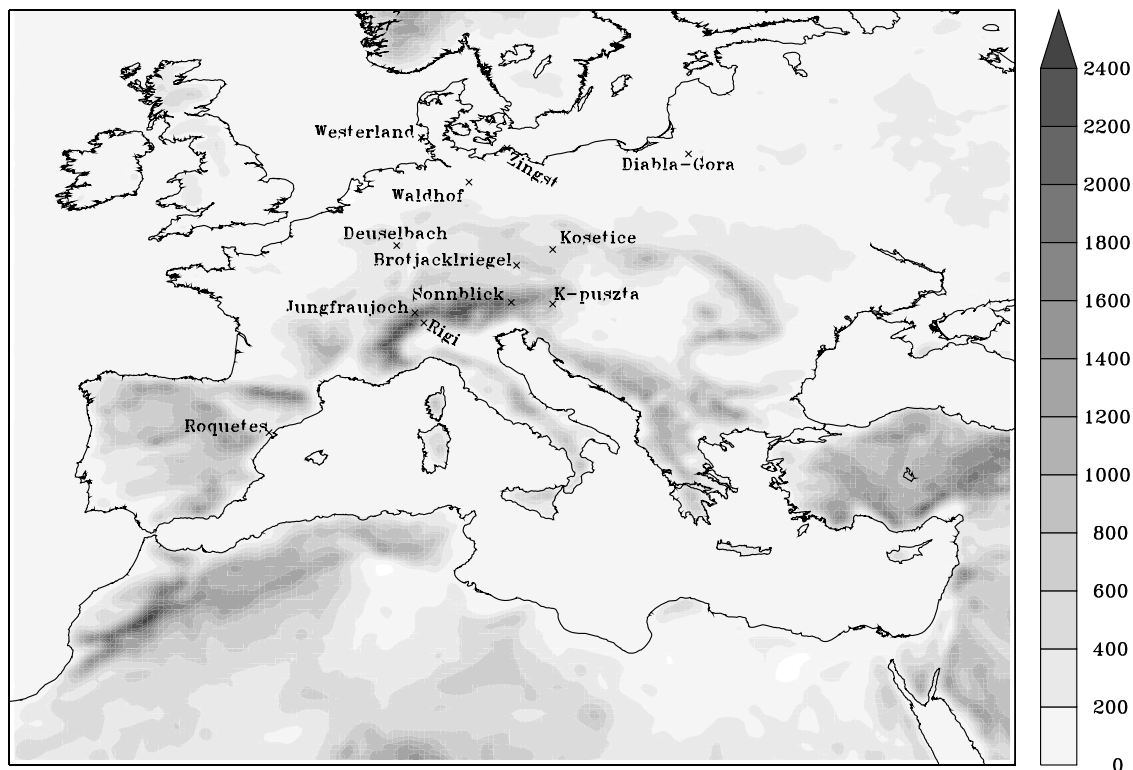 2400
2200
2000
1800
1600
1400
1200
1000
800
600
400
200
0
Westerland
Zingst
Diabla-Gora
Waldhof
Deuselbach
Kosetice
Brotjacklriegel
Sonnblick
K-puszta
Jungfraujoch
Rigi
Roquetes